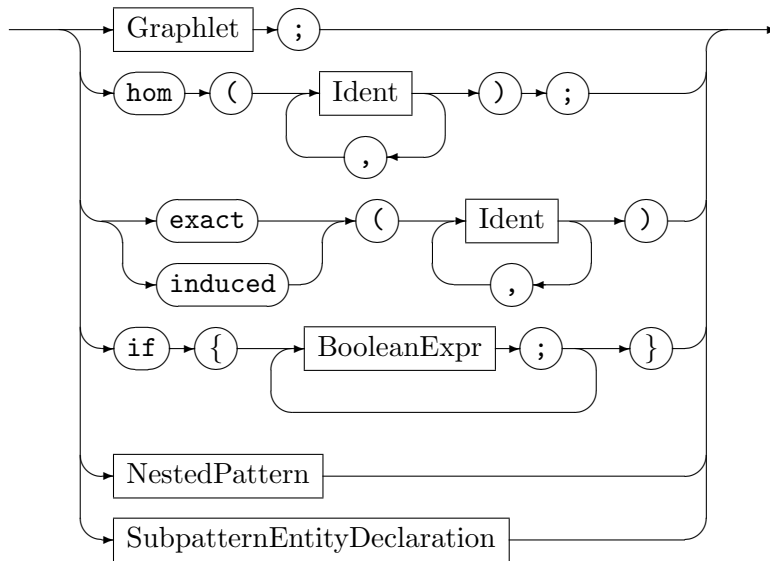 Graphlet ;
hom ( Ident ) ;
,
exact ( Ident )
induced ,
if { BooleanExpr ; }
NestedPattern
SubpatternEntityDeclaration